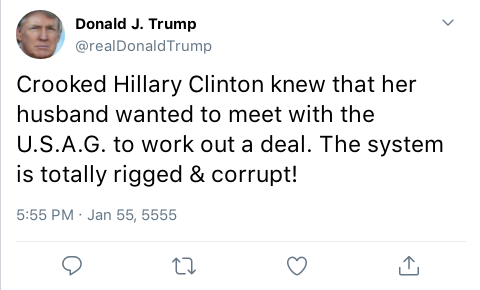 Donald J. Trump
@realDonaldTrump
Crooked Hillary Clinton knew that her
husband wanted to meet with the
U.S.A.G. to work out a deal. The system
is totally rigged & corrupt!
5:55 PM · Jan 55, 5555